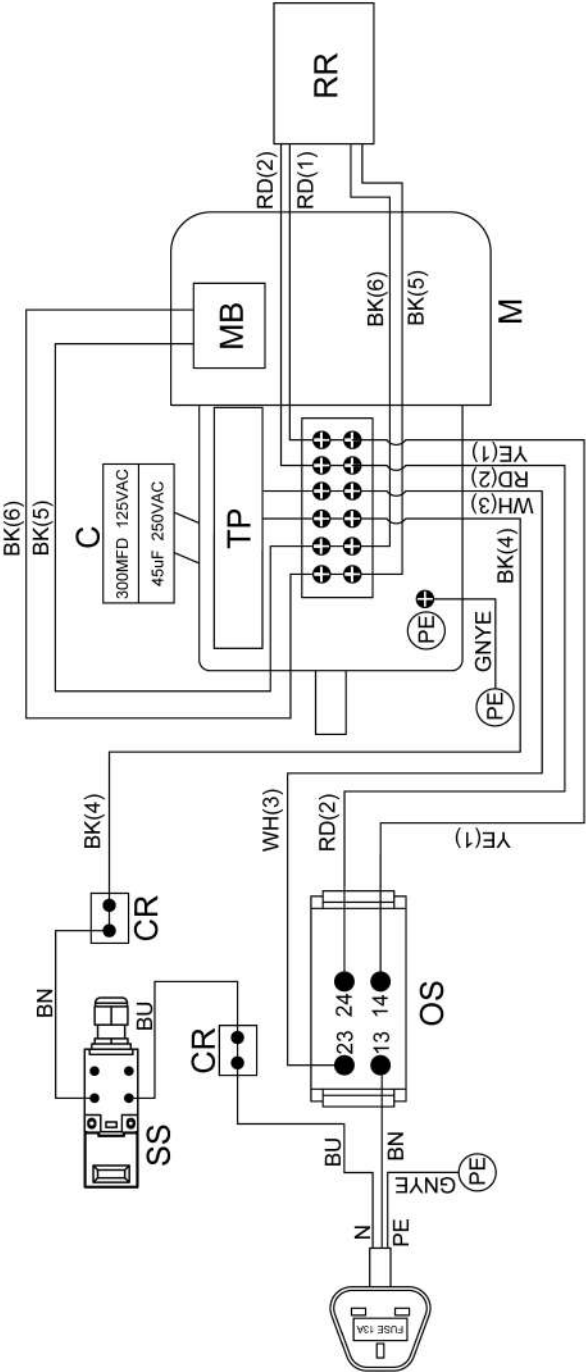 RR
RD(2)
RD(1)
BK(6)
BK(5)
M
MB
BK(6)
BK(5)
C
300MFD 125VAC
45uF 250VAC
TP
YE(1)
RD(2)
WH(3)
BK(4)
PE
GNYE
PE
BK(4)
WH(3)
RD(2)
YE(1)
CR
BN
BU
SS
CR
23
24
13
14
OS
BU
BN
GNYE
PE
N
PE
FUSE 13A